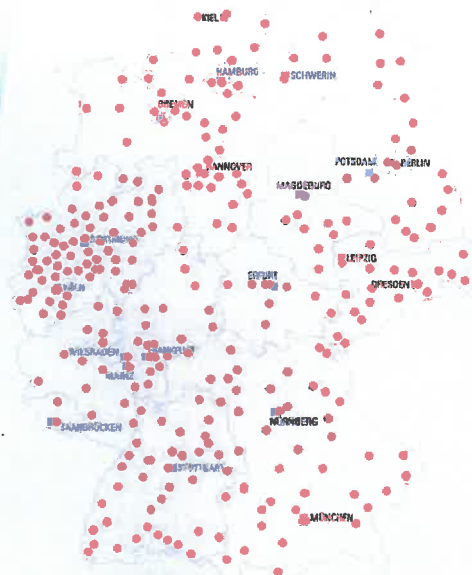 KIEL
HAMBURG
SCHWERIN
BREMEN
HANNOVER
POTSDAM
BERLIN
MAGDEBURG
DORTMUND
LEIPZIG
KÖLN
ERFURT
DRESDEN
WIESBADEN
FRANKFURT
MAINZ
NÜRNBERG
SAARBRÜCKEN
STUTTGART
MÜNCHEN